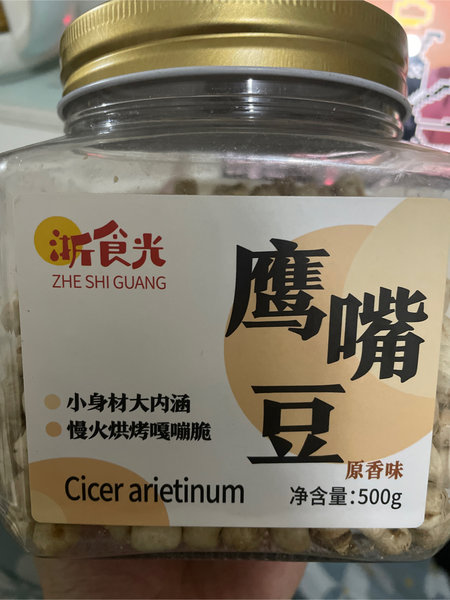 浙食光
ZHE SHI GUANG
鹰嘴豆
小身材大内涵
慢火烘烤嘎嘣脆
原香味
Cicer arietinum
净含量:500g